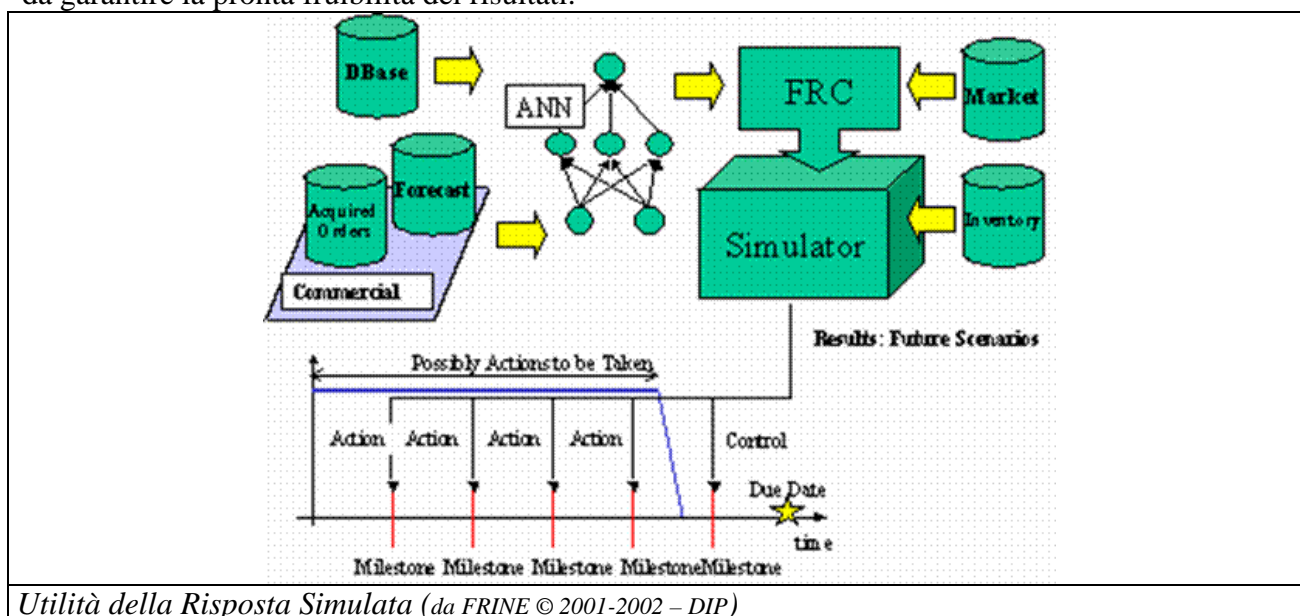 da garantire la pronta fruibilità dei risultati.
DBase
ANN
FRC
Market
Forecast
Acquired
Orders
Commercial
Simulator
Inventory
Results: Future Scenarios
Possibly Actions to be Taken
Action Action Action Action Control
Due Date
time
Milestone Milestone Milestone Milestone Milestone
Utilità della Risposta Simulata (da FRINE © 2001-2002 – DIP)